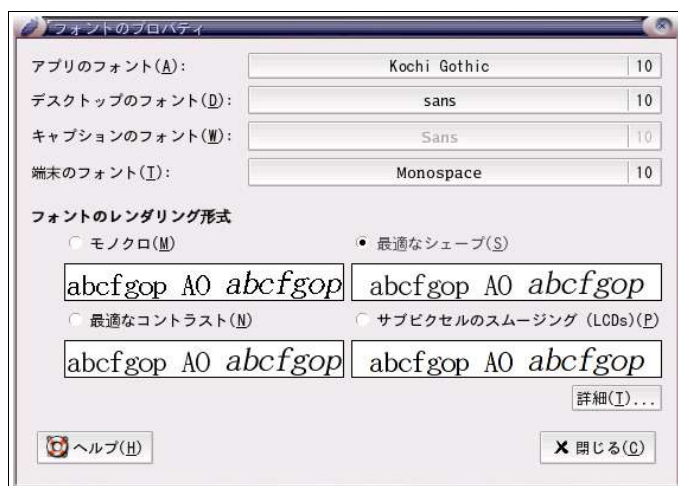 フォントのプロパティ
アプリのフォント(A): Kochi Gothic 10
デスクトップのフォント(D): sans 10
キャプションのフォント(W): Sans 10
端末のフォント(T): Monospace 10
フォントのレンダリング形式
モノクロ(M) 最適なシェープ(S)
abcfgop AO abcfgop abcfgop AO abcfgop
最適なコントラスト(N) サブピクセルのスムージング (LCDs)(P)
abcfgop AO abcfgop abcfgop AO abcfgop
詳細(T)...
ヘルプ(H) 閉じる(C)